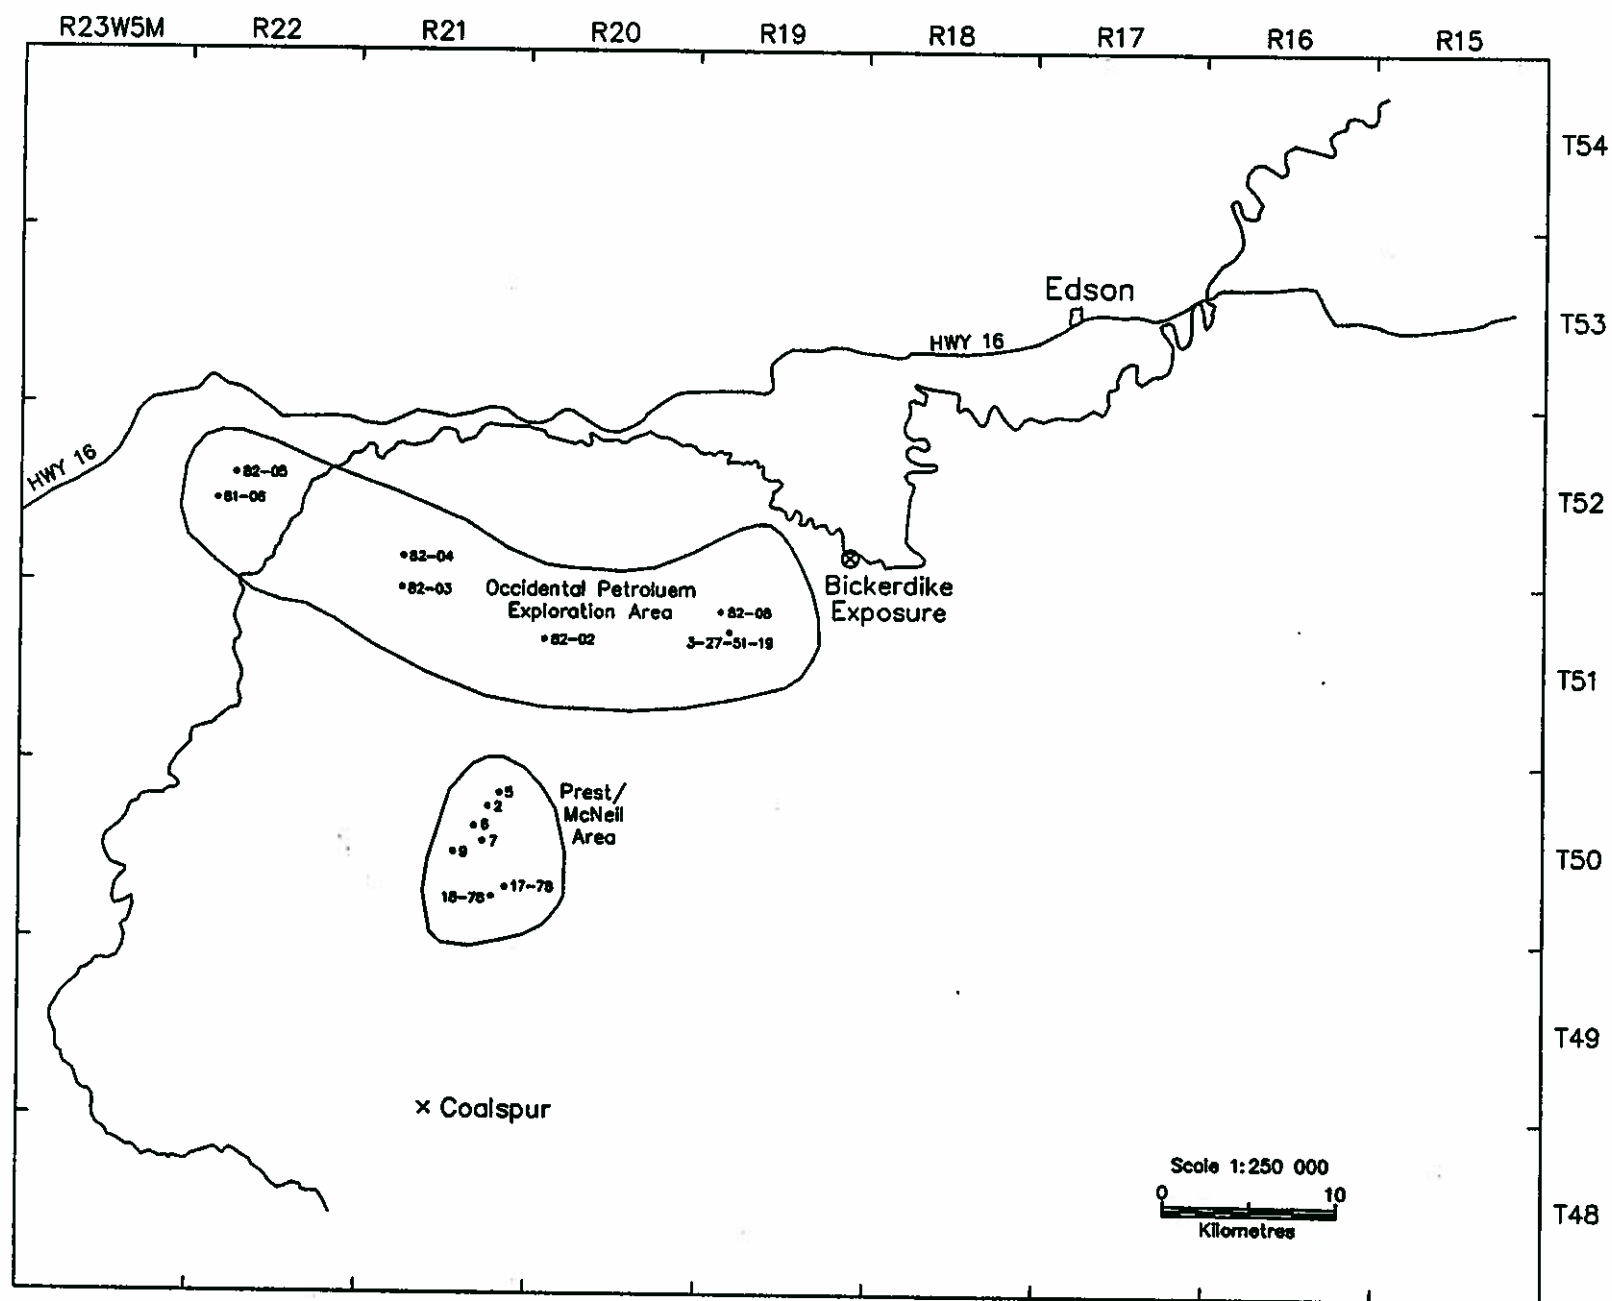 R23W5M R22 R21 R20 R19 R18 R17 R16 R15
T54
Edson
T53
HWY 16
HWY 16
82-05
81-06
T52
82-04
82-03
Occidental Petroluem
Exploration Area
Bickerdike
Exposure
82-08
82-02
3-27-51-19
T51
Prest/
McNeil
Area
5
2
6
7
9
T50
17-78
18-78
T49
Coalspur
Scale 1:250 000
0 10
Kilometres
T48